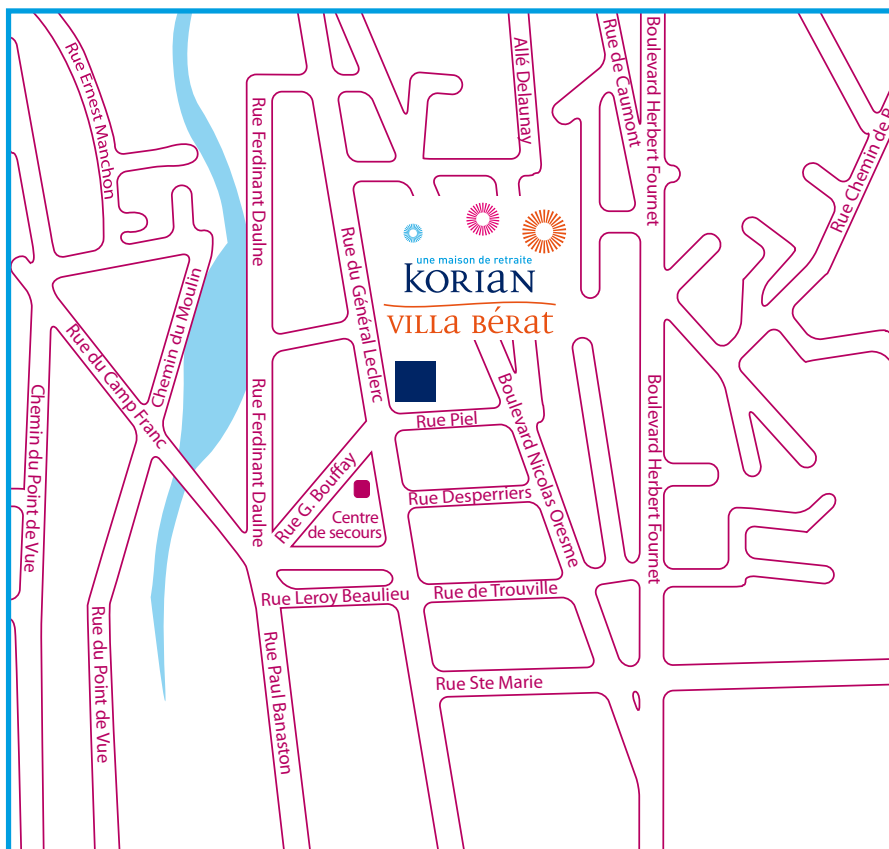 Rue Ernest Manchon
Rue Ferdinant Daulne
Allé Delaunay
Rue de Caumont
Boulevard Herbert Fournet
Rue Chemin de
Rue du Général Leclerc
une maison de retraite
KORIAN
VILLA BÉRAT
Chemin du Moulin
Rue du Camp Franc
Chemin du Point de Vue
Rue Ferdinant Daulne
Rue Piel
Boulevard Nicolas Oresme
Boulevard Herbert Fournet
Rue G. Bouffay
Rue Desperriers
Centre
de secours
Rue Leroy Beaulieu
Rue de Trouville
Rue du Point de Vue
Rue Paul Banaston
Rue Ste Marie